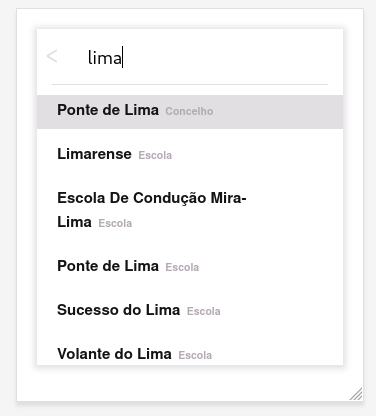 < lima
Ponte de Lima Concelho
Limarense Escola
Escola De Condução Mira-
Lima Escola
Ponte de Lima Escola
Sucesso do Lima Escola
Volante do Lima Escola